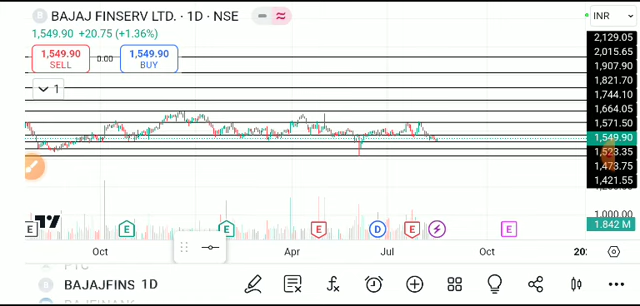 B BAJAJ FINSERV LTD. · 1D · NSE
INR
1,549.90 +20.75 (+1.36%)
1,549.90 SELL
0.00
1,549.90 BUY
1
2,129.05
2,015.65
1,907.90
1,821.70
1,744.10
1,664.05
1,571.50
1,549.90
1,523.35
1,473.75
1,421.55
1,000.00
1.842 M
E E E E D E E
Oct Apr Jul Oct 20
B BAJAJFINS 1D